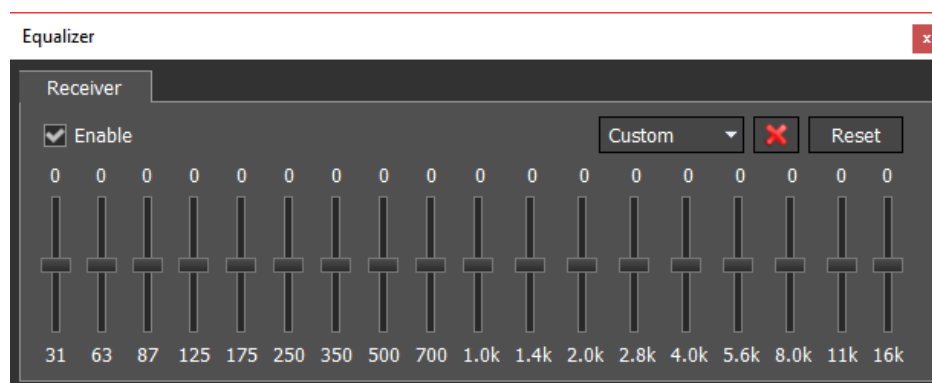 Equalizer
x
Receiver
Enable Custom Reset
0 0 0 0 0 0 0 0 0 0 0 0 0 0 0 0 0 0
31 63 87 125 175 250 350 500 700 1.0k 1.4k 2.0k 2.8k 4.0k 5.6k 8.0k 11k 16k